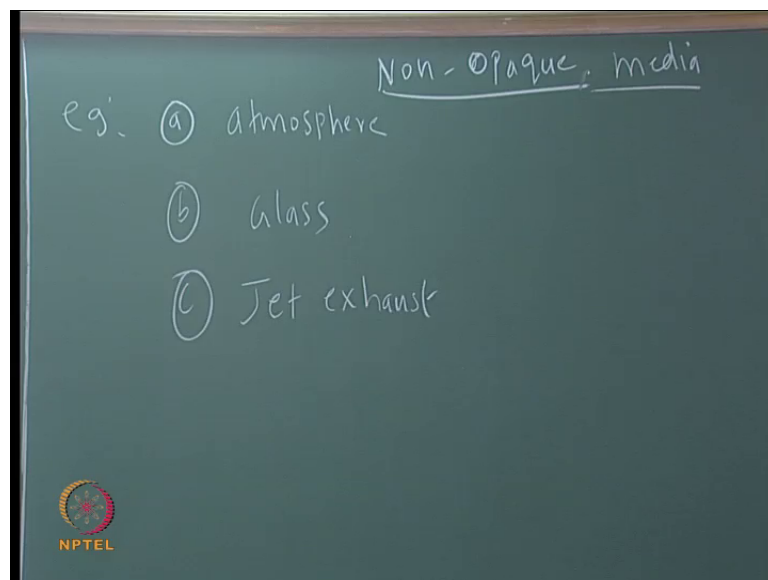 Non-Opaque media
eg: (a) atmosphere
(b) Glass
(c) Jet exhaust
NPTEL